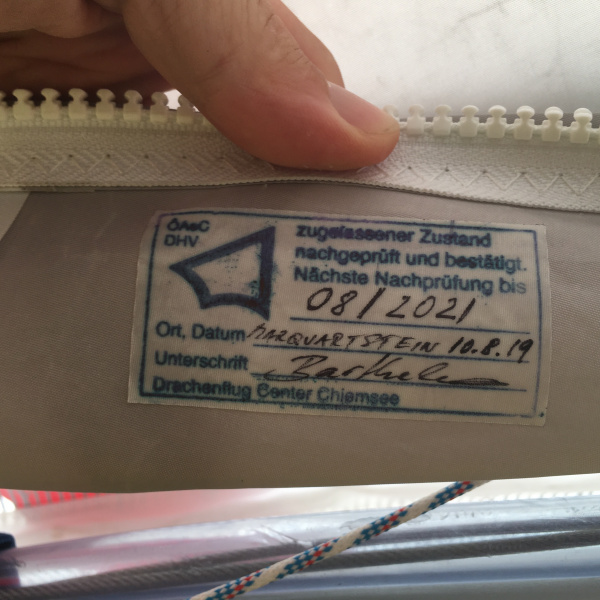 ÖAeC
DHV
zugelassener Zustand
nachgeprüft und bestätigt.
Nächste Nachprüfung bis
08/2021
Ort, Datum MARQUARTSTEIN 10.8.19
Unterschrift
Drachenflug Center Chiemsee